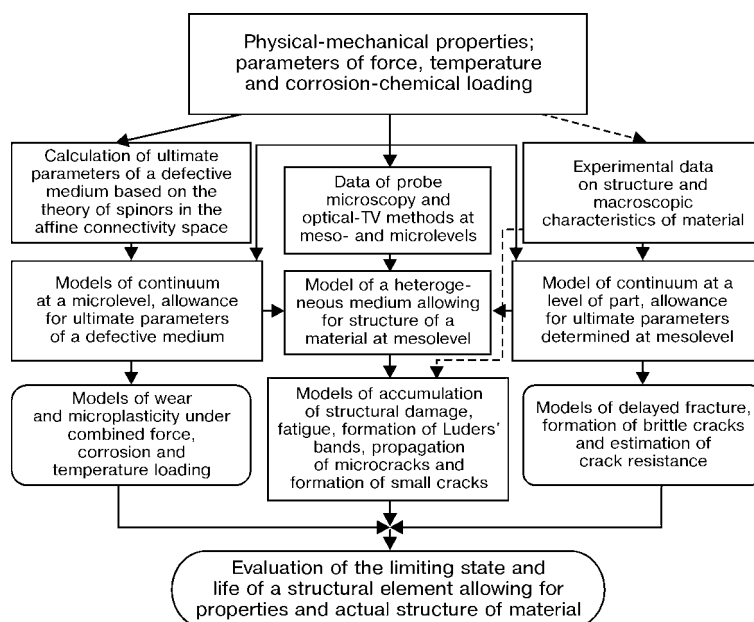 Physical-mechanical properties;
parameters of force, temperature
and corrosion-chemical loading
Calculation of ultimate
parameters of a defective
medium based on the
theory of spinors in the
affine connectivity space
Data of probe
microscopy and
optical-TV methods at
meso- and microlevels
Experimental data
on structure and
macroscopic
characteristics of material
Models of continuum
at a microlevel, allowance
for ultimate parameters
of a defective medium
Model of a heteroge-
neous medium allowing
for structure of a
material at mesolevel
Model of continuum at a
level of part, allowance
for ultimate parameters
determined at mesolevel
Models of wear
and microplasticity under
combined force,
corrosion and
temperature loading
Models of accumulation
of structural damage,
fatigue, formation of Luders’
bands, propagation
of microcracks and
formation of small cracks
Models of delayed fracture,
formation of brittle cracks
and estimation of
crack resistance
Evaluation of the limiting state and
life of a structural element allowing for
properties and actual structure of material